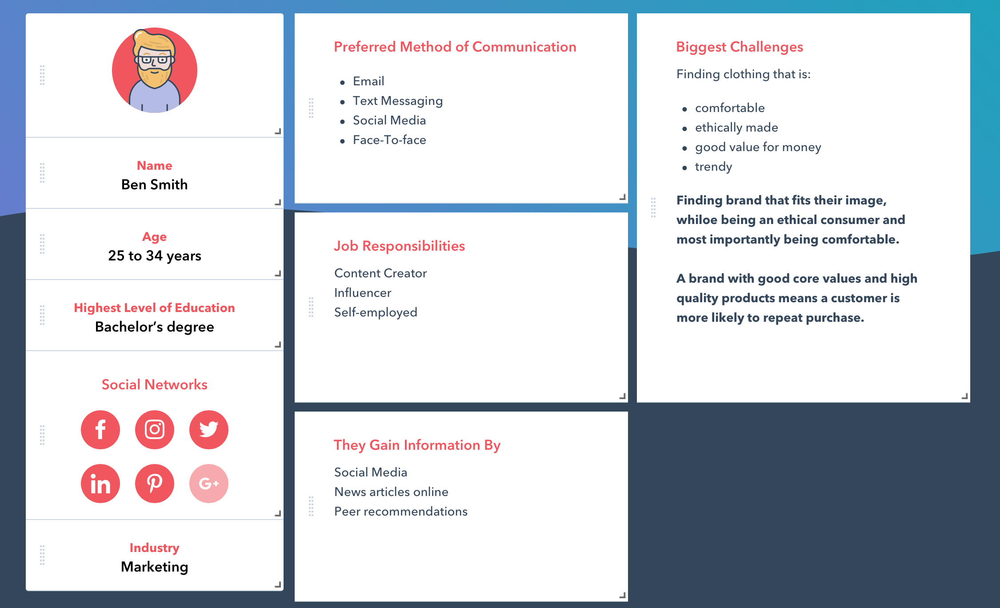 Name
Ben Smith
Age
25 to 34 years
Highest Level of Education
Bachelor’s degree
Social Networks
f
in
G+
Industry
Marketing
Preferred Method of Communication
• Email
• Text Messaging
• Social Media
• Face-To-face
Job Responsibilities
Content Creator
Influencer
Self-employed
They Gain Information By
Social Media
News articles online
Peer recommendations
Biggest Challenges
Finding clothing that is:
• comfortable
• ethically made
• good value for money
• trendy
Finding brand that fits their image,
whiloe being an ethical consumer and
most importantly being comfortable.
A brand with good core values and high
quality products means a customer is
more likely to repeat purchase.